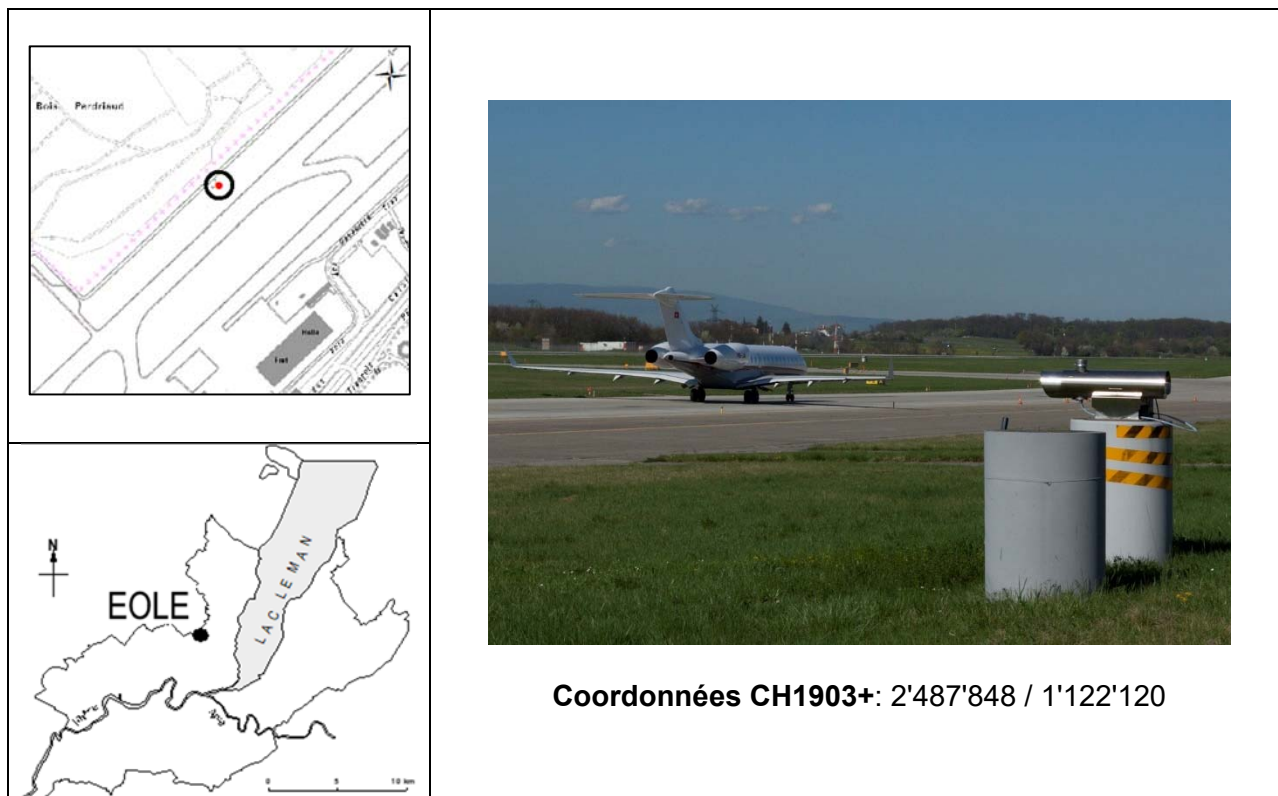 Bois Perdriaud
Halle
Fret
N
EOLE
LAC LEMAN
0 5 10 km
Coordonnées CH1903+: 2'487'848 / 1'122'120